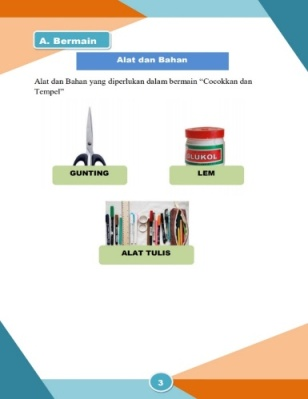 A. Bermain
Alat dan Bahan
Alat dan Bahan yang diperlukan dalam bermain “Cocokkan dan
Tempel”
GLUKOL
GUNTING
LEM
ALAT TULIS
3